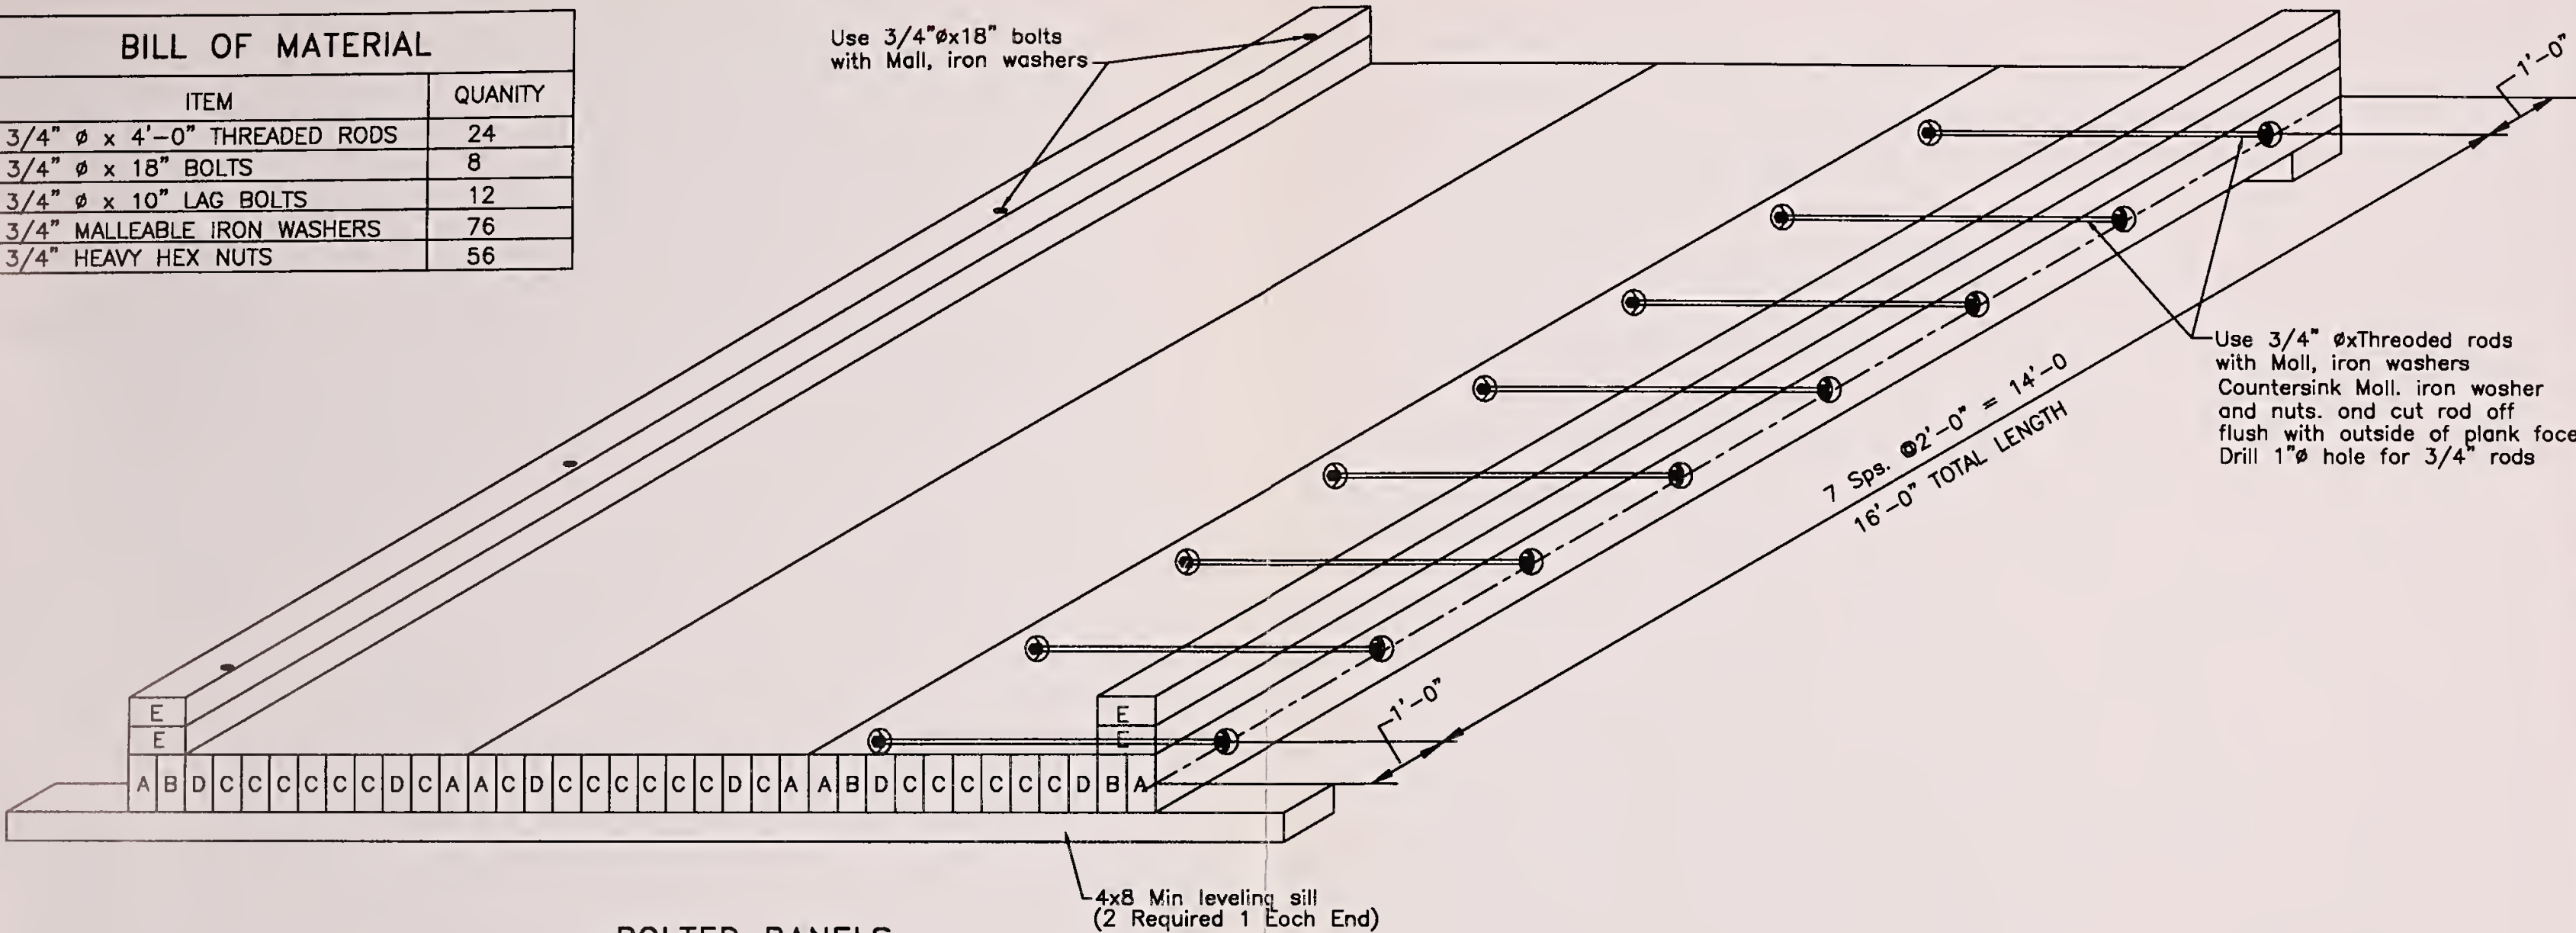 BILL OF MATERIAL
ITEM QUANITY
3/4" ø x 4'-0" THREADED RODS 24
3/4" ø x 18" BOLTS 8
3/4" ø x 10" LAG BOLTS 12
3/4" MALLEABLE IRON WASHERS 76
3/4" HEAVY HEX NUTS 56
Use 3/4"øx18" bolts
with Mall, iron washers
1'-0"
Use 3/4" øxThreoded rods
with Moll, iron washers
Countersink Moll. iron washer
and nuts. ond cut rod off
flush with outside of plank foce
Drill 1"ø hole for 3/4" rods
7 Sps. @2'-0" = 14'-0
16'-0" TOTAL LENGTH
1'-0"
E E
E E
A B D C C C C C C D C A A C D C C C C C C D C A A B D C C C C C C D B A
4x8 Min leveling sill
(2 Required 1 Eoch End)
BOLTED PANELS